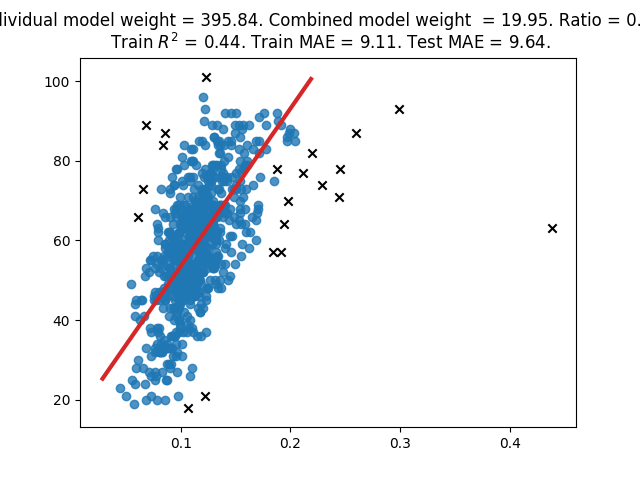 dividual model weight = 395.84. Combined model weight = 19.95. Ratio = 0.
Train R² = 0.44. Train MAE = 9.11. Test MAE = 9.64.
100
80
60
40
20
0.1 0.2 0.3 0.4